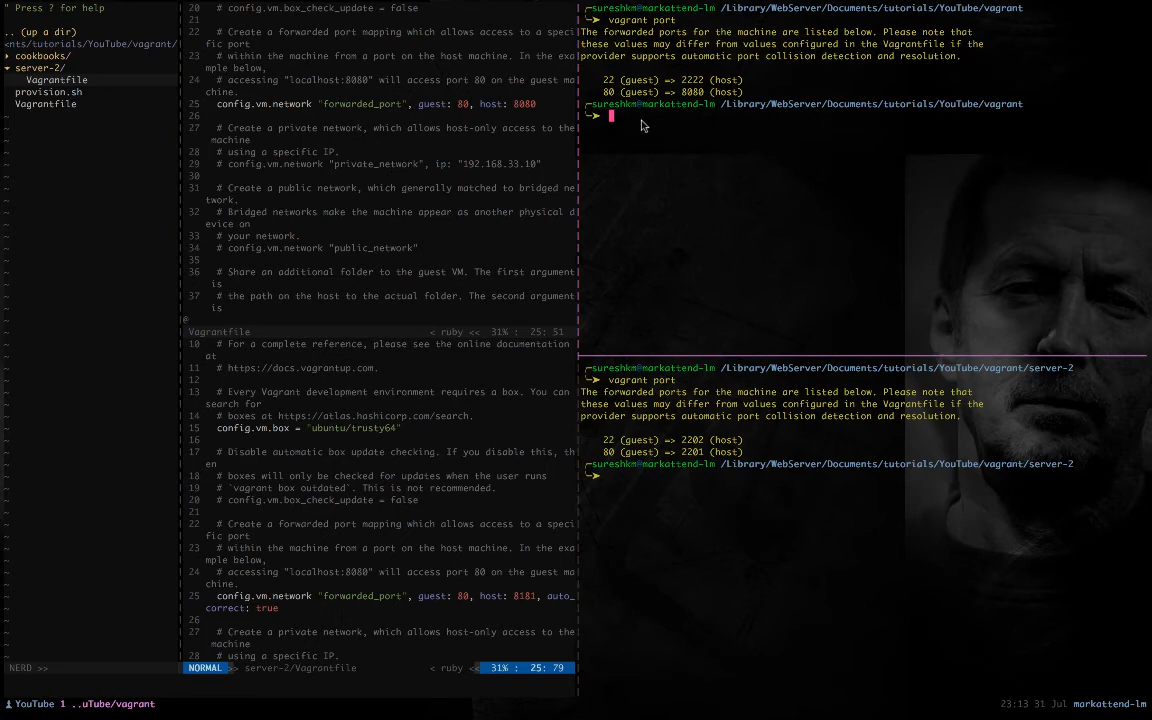 " Press ? for help
.. (up a dir)
<nts/tutorials/YouTube/vagrant/
▸ cookbooks/
▾ server-2/
Vagrantfile
provision.sh
Vagrantfile
~
NERD >>
20 # config.vm.box_check_update = false
21
22 # Create a forwarded port mapping which allows access to a speci
fic port
23 # within the machine from a port on the host machine. In the exa
mple below,
24 # accessing "localhost:8080" will access port 80 on the guest ma
chine.
25 config.vm.network "forwarded_port", guest: 80, host: 8080
26
27 # Create a private network, which allows host-only access to the
machine
28 # using a specific IP.
29 # config.vm.network "private_network", ip: "192.168.33.10"
30
31 # Create a public network, which generally matched to bridged ne
twork.
32 # Bridged networks make the machine appear as another physical d
evice on
33 # your network.
34 # config.vm.network "public_network"
35
36 # Share an additional folder to the guest VM. The first argument
is
37 # the path on the host to the actual folder. The second argument
is
@
Vagrantfile < ruby << 31% : 25: 51
10 # For a complete reference, please see the online documentation
at
11 # https://docs.vagrantup.com.
12
13 # Every Vagrant development environment requires a box. You can
search for
14 # boxes at https://atlas.hashicorp.com/search.
15 config.vm.box = "ubuntu/trusty64"
16
17 # Disable automatic box update checking. If you disable this, th
en
18 # boxes will only be checked for updates when the user runs
19 # `vagrant box outdated`. This is not recommended.
20 # config.vm.box_check_update = false
21
22 # Create a forwarded port mapping which allows access to a speci
fic port
23 # within the machine from a port on the host machine. In the exa
mple below,
24 # accessing "localhost:8080" will access port 80 on the guest ma
chine.
25 config.vm.network "forwarded_port", guest: 80, host: 8181, auto_
correct: true
26
27 # Create a private network, which allows host-only access to the
machine
28 # using a specific IP.
NORMAL >> server-2/Vagrantfile < ruby << 31% : 25: 79
sureshkm@markattend-lm /Library/WebServer/Documents/tutorials/YouTube/vagrant
➤ vagrant port
The forwarded ports for the machine are listed below. Please note that
these values may differ from values configured in the Vagrantfile if the
provider supports automatic port collision detection and resolution.
22 (guest) => 2222 (host)
80 (guest) => 8080 (host)
sureshkm@markattend-lm /Library/WebServer/Documents/tutorials/YouTube/vagrant
➤
sureshkm@markattend-lm /Library/WebServer/Documents/tutorials/YouTube/vagrant/server-2
➤ vagrant port
The forwarded ports for the machine are listed below. Please note that
these values may differ from values configured in the Vagrantfile if the
provider supports automatic port collision detection and resolution.
22 (guest) => 2202 (host)
80 (guest) => 2201 (host)
sureshkm@markattend-lm /Library/WebServer/Documents/tutorials/YouTube/vagrant/server-2
➤
YouTube 1 ..uTube/vagrant
23:13 31 Jul markattend-lm